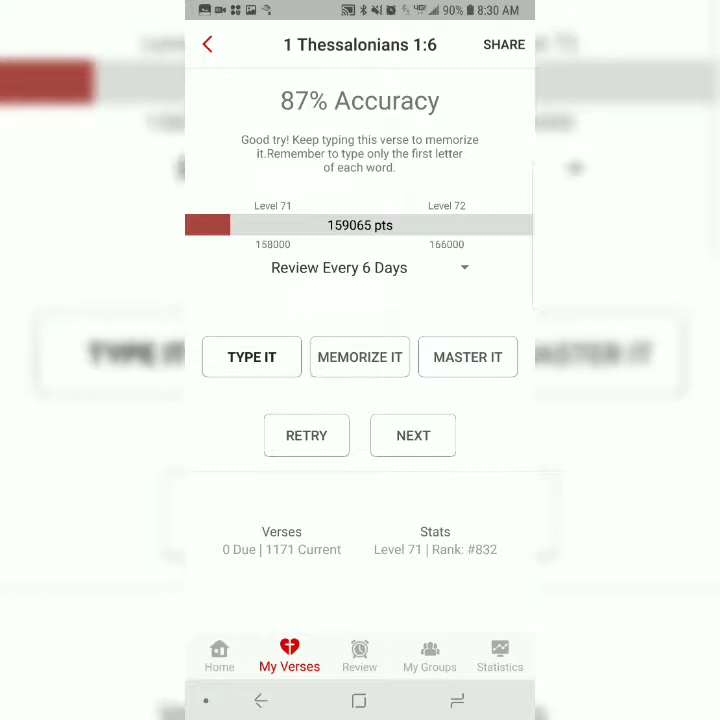 90% 8:30 AM
1 Thessalonians 1:6 SHARE
87% Accuracy
Good try! Keep typing this verse to memorize
it.Remember to type only the first letter
of each word.
Level 71 Level 72
159065 pts
158000 166000
Review Every 6 Days
TYPE IT MEMORIZE IT MASTER IT
RETRY NEXT
Verses Stats
0 Due | 1171 Current Level 71 | Rank: #832
Home My Verses Review My Groups Statistics